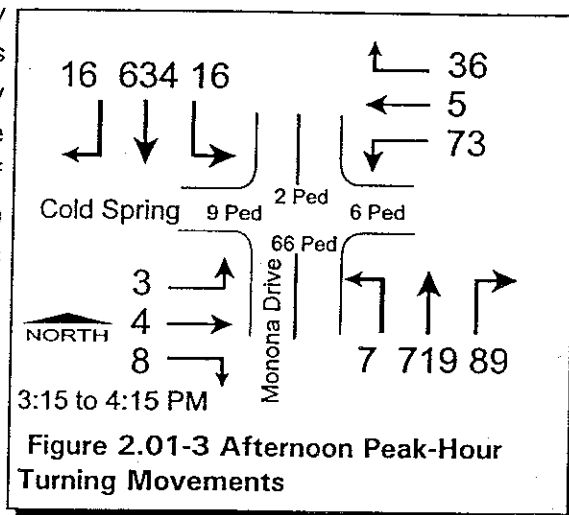 16 634 16
36
5
73
Cold Spring 9 Ped 2 Ped 6 Ped
66 Ped
Monona Drive
3
4
8
NORTH
7 719 89
3:15 to 4:15 PM
Figure 2.01-3 Afternoon Peak-Hour
Turning Movements